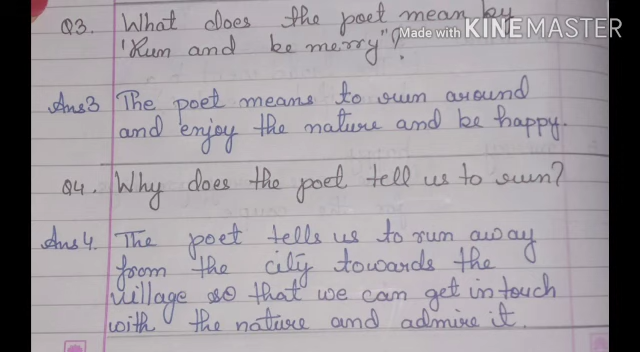 Q3. What does the poet mean by
"Run and be merry"?
Made with KINEMASTER
Ans3 The poet means to run around
and enjoy the nature and be happy.
Q4. Why does the poet tell us to run?
Ans4. The poet tells us to run away
from the city towards the
village so that we can get in touch
with the nature and admire it.